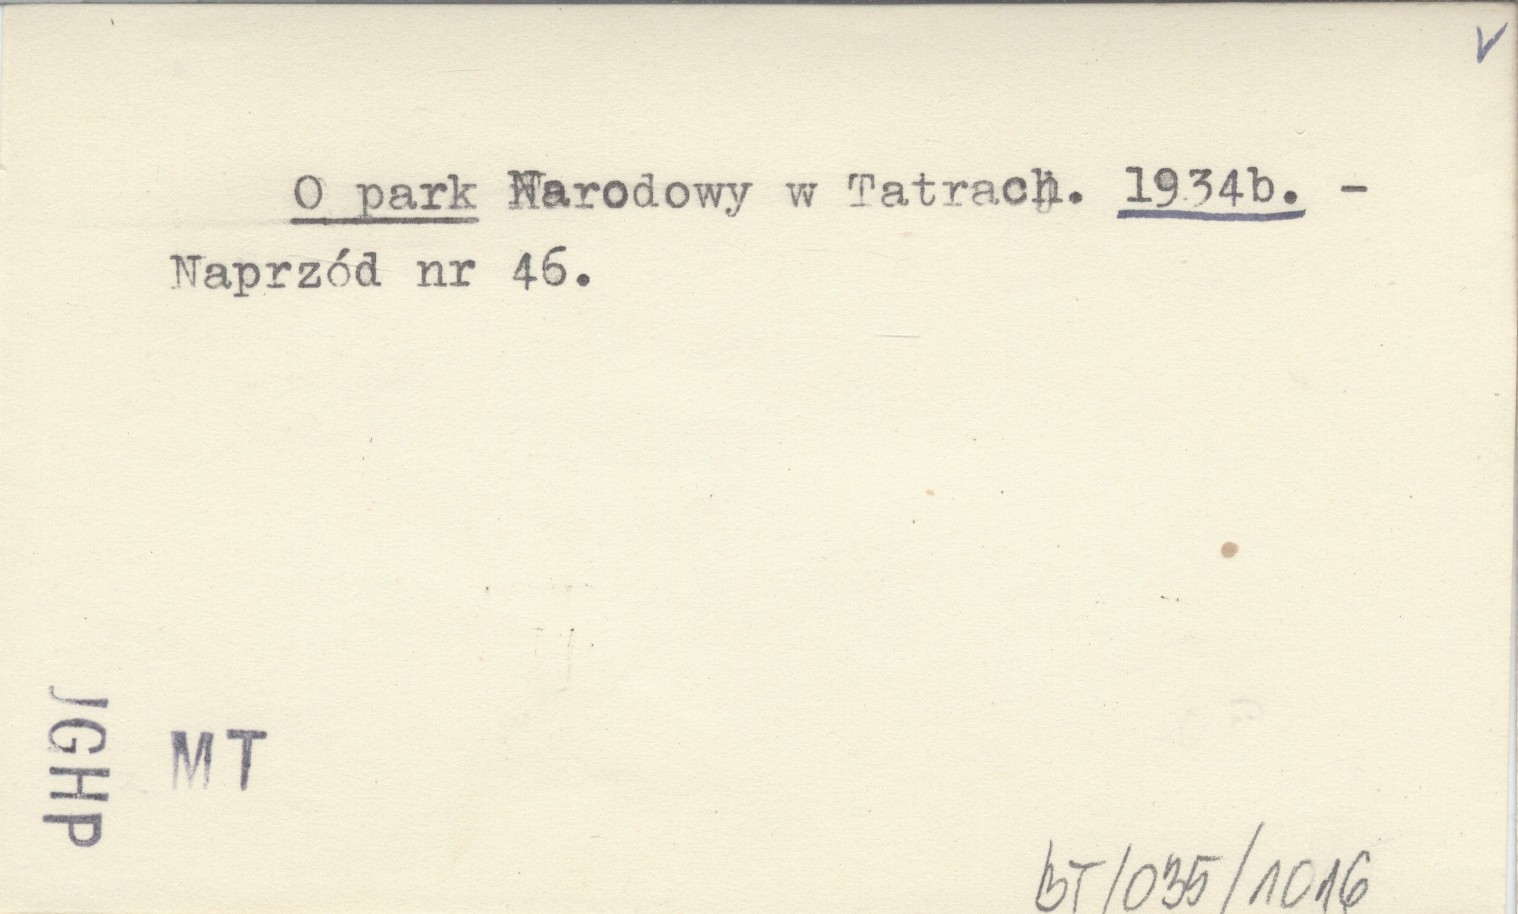 V
O park Narodowy w Tatrach. 1934b. -
Naprzód nr 46.
JGHP
MT
BT/035/1016